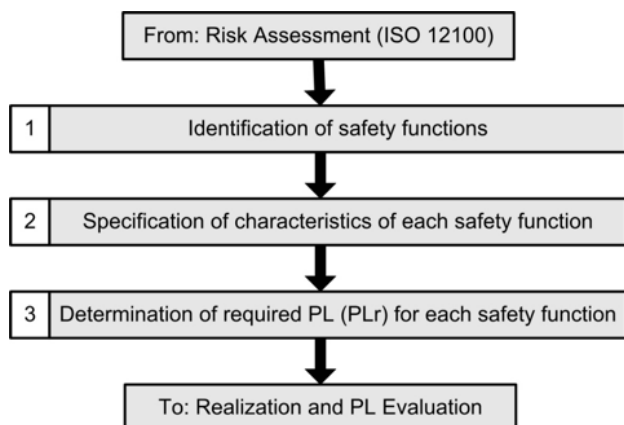 From: Risk Assessment (ISO 12100)
1 Identification of safety functions
2 Specification of characteristics of each safety function
3 Determination of required PL (PLr) for each safety function
To: Realization and PL Evaluation